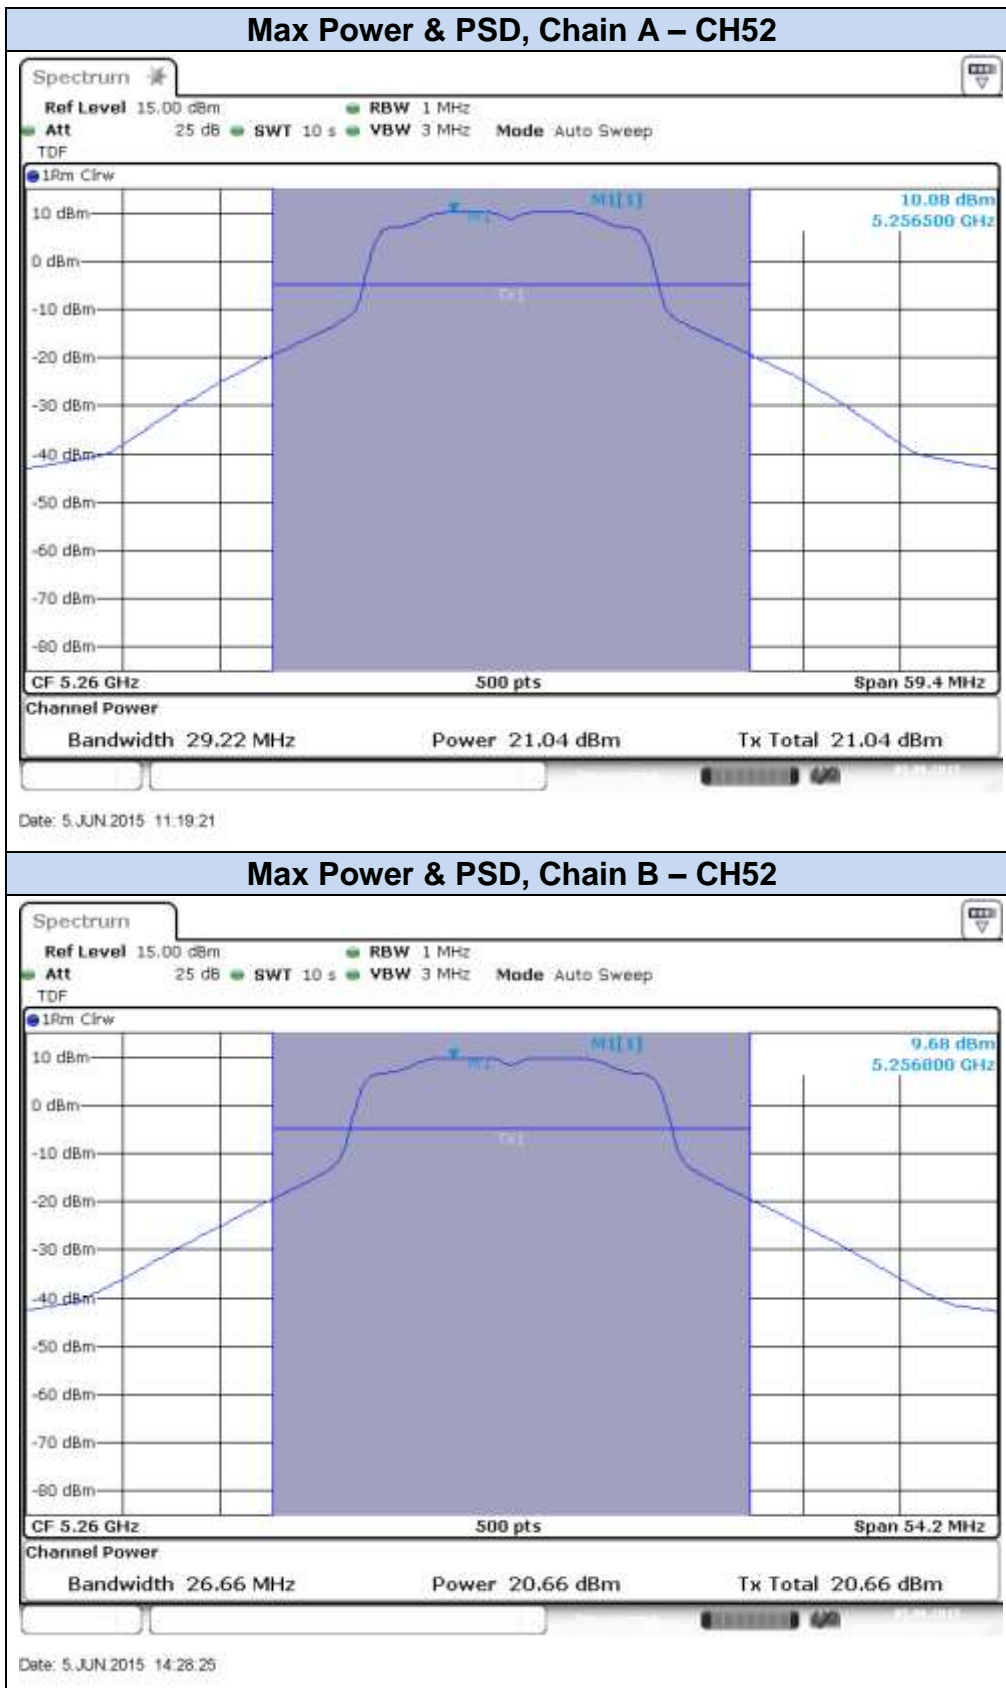 Max Power & PSD, Chain A – CH52
Spectrum
Ref Level 15.00 dBm RBW 1 MHz
Att 25 dB SWT 10 s VBW 3 MHz Mode Auto Sweep
TDF
1Rm Clrw
M1[1] 10.08 dBm
5.256500 GHz
M1
10 dBm
0 dBm
-10 dBm
Tx1
-20 dBm
-30 dBm
-40 dBm
-50 dBm
-60 dBm
-70 dBm
-80 dBm
CF 5.26 GHz 500 pts Span 59.4 MHz
Channel Power
Bandwidth 29.22 MHz Power 21.04 dBm Tx Total 21.04 dBm
Date: 5.JUN.2015 11:19:21
Max Power & PSD, Chain B – CH52
Spectrum
Ref Level 15.00 dBm RBW 1 MHz
Att 25 dB SWT 10 s VBW 3 MHz Mode Auto Sweep
TDF
1Rm Clrw
M1[1] 9.68 dBm
5.256800 GHz
M1
10 dBm
0 dBm
-10 dBm
Tx1
-20 dBm
-30 dBm
-40 dBm
-50 dBm
-60 dBm
-70 dBm
-80 dBm
CF 5.26 GHz 500 pts Span 54.2 MHz
Channel Power
Bandwidth 26.66 MHz Power 20.66 dBm Tx Total 20.66 dBm
Date: 5.JUN.2015 14:28:25